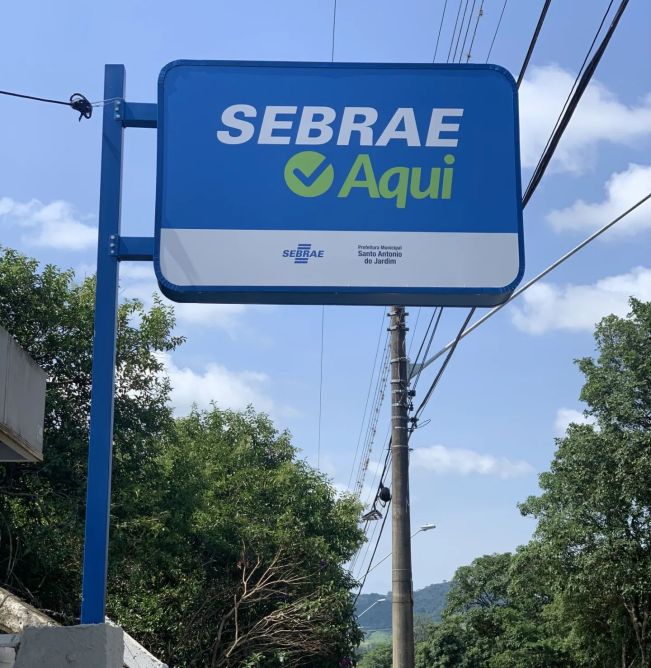 SEBRAE
Aqui
SEBRAE
Prefeitura Municipal
Santo Antonio
do Jardim